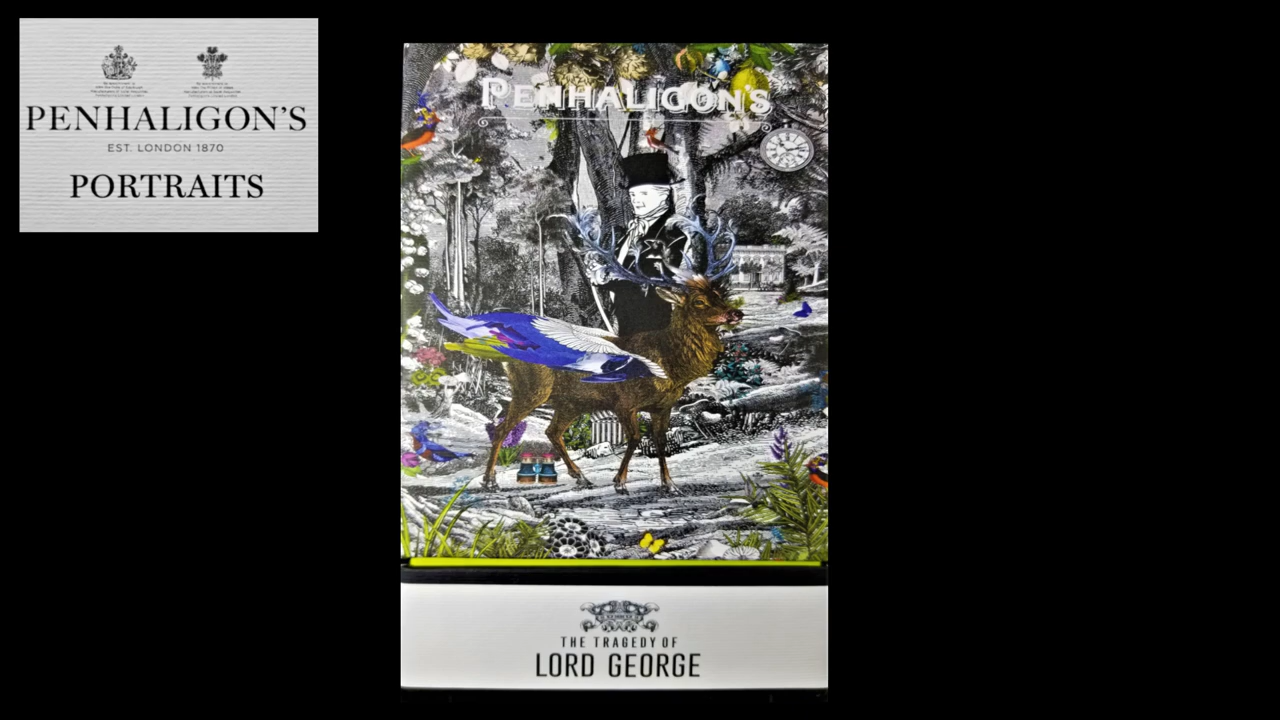 PENHALIGON'S
EST. LONDON 1870
PORTRAITS
PENHALIGON'S
THE TRAGEDY OF
LORD GEORGE